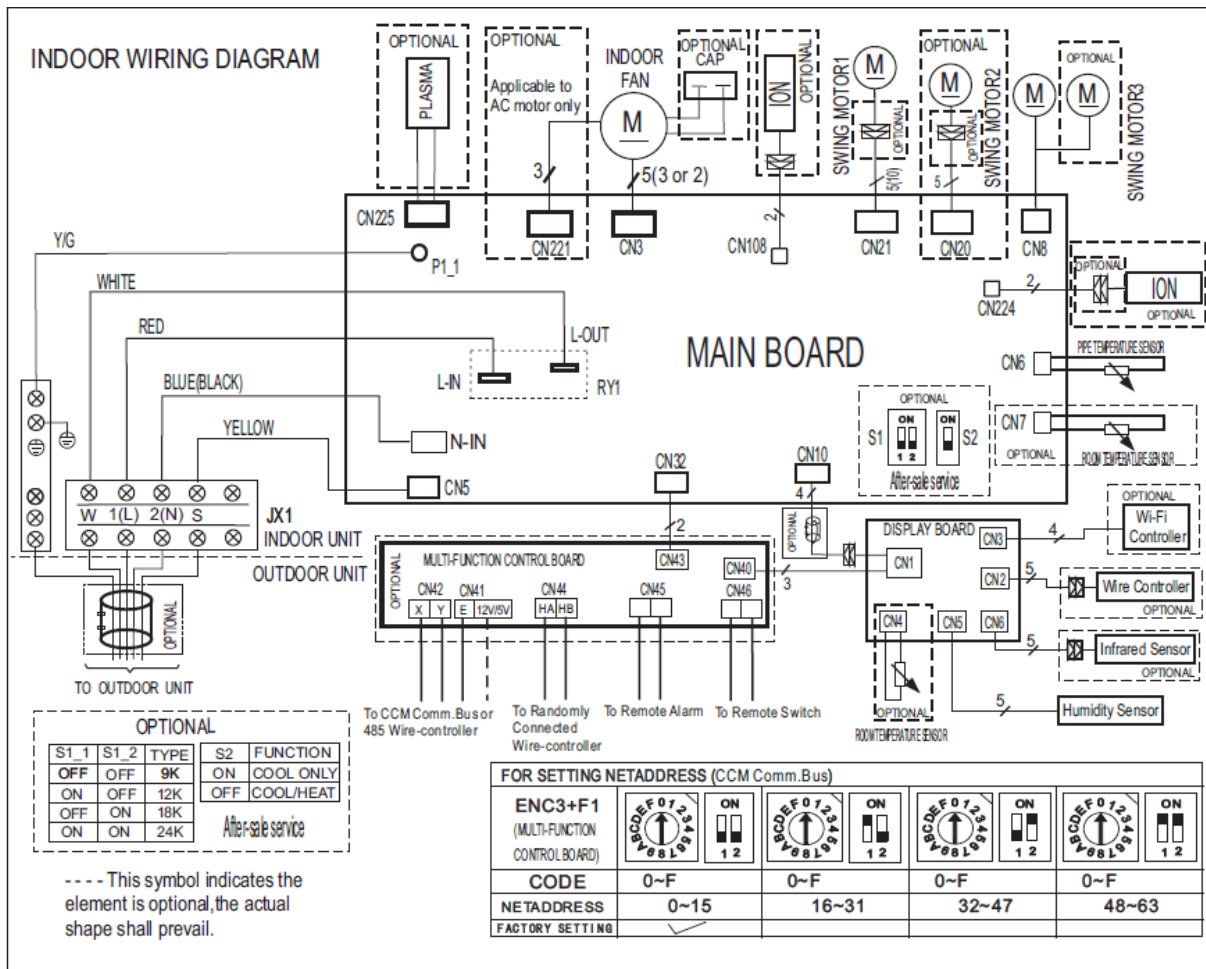 INDOOR WIRING DIAGRAM
OPTIONAL
PLASMA
OPTIONAL
Applicable to
AC motor only
INDOOR
FAN
M
OPTIONAL
CAP
ION
OPTIONAL
M
SWING MOTOR1
OPTIONAL
OPTIONAL
M
SWING MOTOR2
OPTIONAL
M
OPTIONAL
M
SWING MOTOR3
3
5(3 or 2)
2
5(10)
5
CN225
CN221
CN3
CN108
CN21
CN20
CN8
Y/G
P1_1
WHITE
RED
L-OUT
L-IN
RY1
BLUE(BLACK)
N-IN
YELLOW
CN5
MAIN BOARD
CN224
2
OPTIONAL
ION
OPTIONAL
PIPE TEMPERATURE SENSOR
CN6
CN7
OPTIONAL
ROOM TEMPERATURE SENSOR
OPTIONAL
S1
ON
1 2
ON
S2
After-sale service
CN32
CN10
4
2
OPTIONAL
W 1(L) 2(N) S
JX1
INDOOR UNIT
OUTDOOR UNIT
OPTIONAL
TO OUTDOOR UNIT
OPTIONAL
MULTI-FUNCTION CONTROL BOARD
CN43
CN40
3
CN42
CN41
CN44
CN45
CN46
X Y E 12V/5V
HA HB
To CCM Comm.Bus or
485 Wire-controller
To Randomly
Connected
Wire-controller
To Remote Alarm
To Remote Switch
DISPLAY BOARD
CN1
CN3
CN2
CN4
CN5
CN6
4
OPTIONAL
Wi-Fi
Controller
5
Wire Controller
OPTIONAL
5
Infrared Sensor
OPTIONAL
5
Humidity Sensor
OPTIONAL
ROOM TEMPERATURE SENSOR
OPTIONAL
S1_1 S1_2 TYPE
OFF OFF 9K
ON OFF 12K
OFF ON 18K
ON ON 24K
S2 FUNCTION
ON COOL ONLY
OFF COOL/HEAT
After-sale service
- - - - This symbol indicates the
element is optional,the actual
shape shall prevail.
FOR SETTING NETADDRESS (CCM Comm.Bus)
ENC3+F1
(MULTI-FUNCTION
CONTROL BOARD)
0123456789ABCDEF
ON
1 2
0123456789ABCDEF
ON
1 2
0123456789ABCDEF
ON
1 2
0123456789ABCDEF
ON
1 2
CODE 0~F 0~F 0~F 0~F
NETADDRESS 0~15 16~31 32~47 48~63
FACTORY SETTING